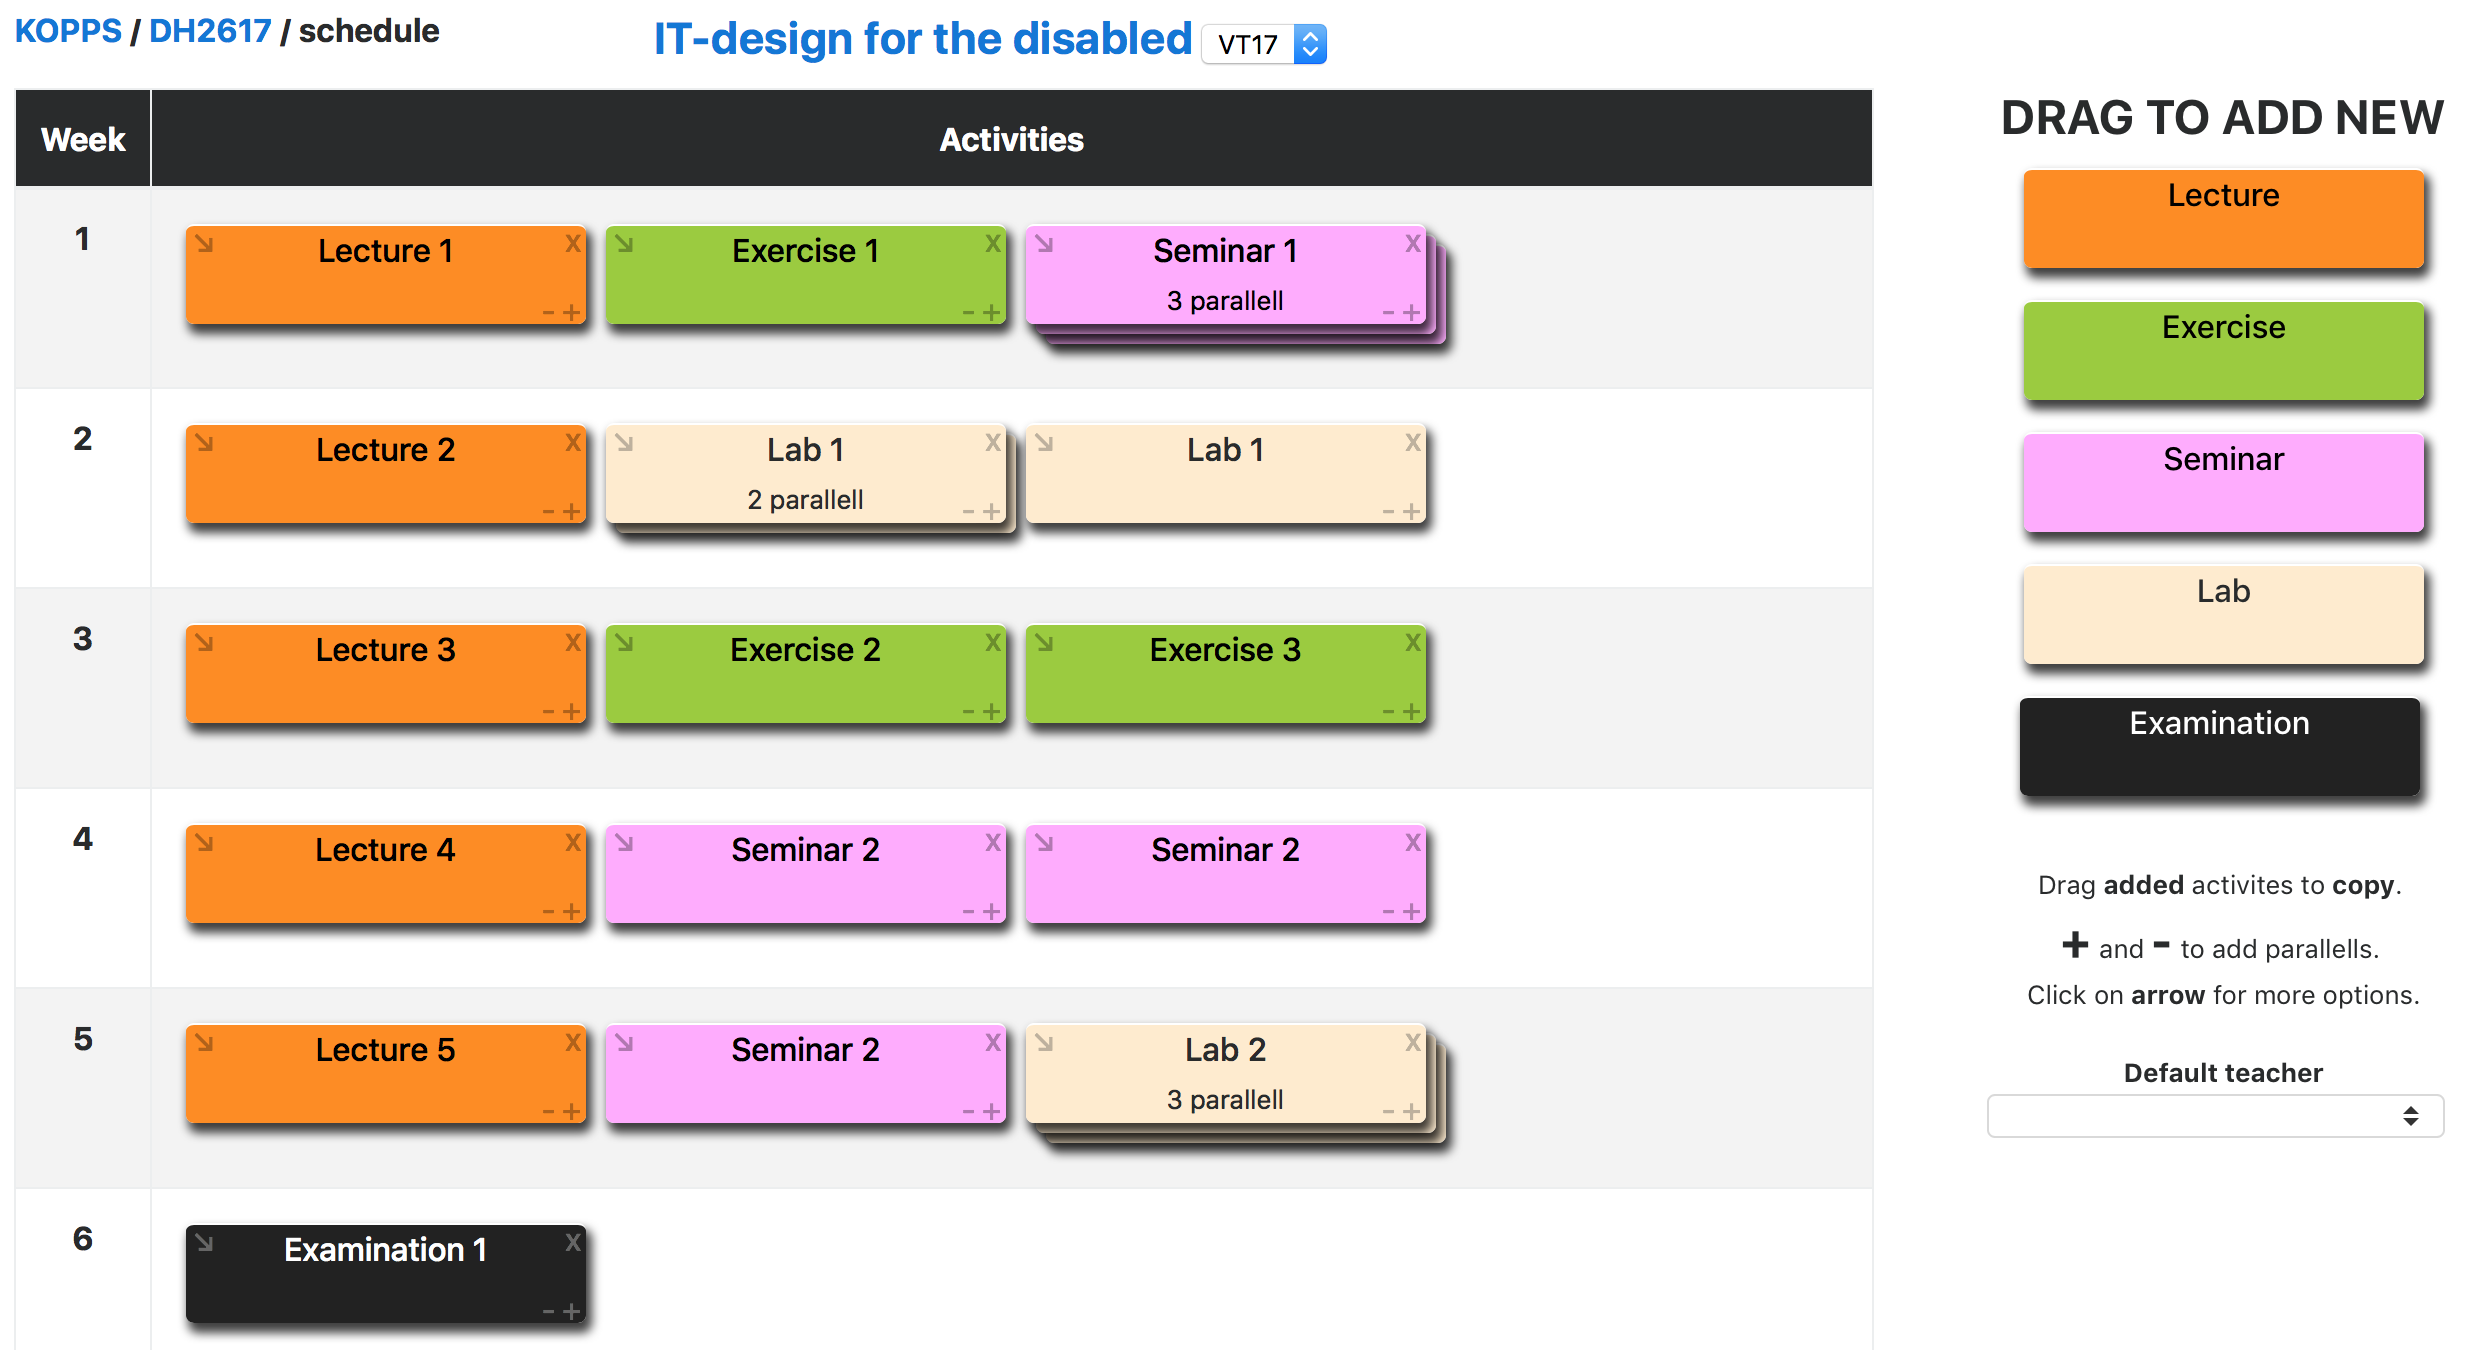 KOPPS / DH2617 / schedule
IT-design for the disabled VT17
Week Activities
1
Lecture 1 X
- +
Exercise 1 X
- +
Seminar 1 X
3 parallell - +
2
Lecture 2 X
- +
Lab 1 X
2 parallell - +
Lab 1 X
- +
3
Lecture 3 X
- +
Exercise 2 X
- +
Exercise 3 X
- +
4
Lecture 4 X
- +
Seminar 2 X
- +
Seminar 2 X
- +
5
Lecture 5 X
- +
Seminar 2 X
- +
Lab 2 X
3 parallell - +
6
Examination 1 X
- +
DRAG TO ADD NEW
Lecture
Exercise
Seminar
Lab
Examination
Drag added activites to copy.
+ and - to add parallells.
Click on arrow for more options.
Default teacher